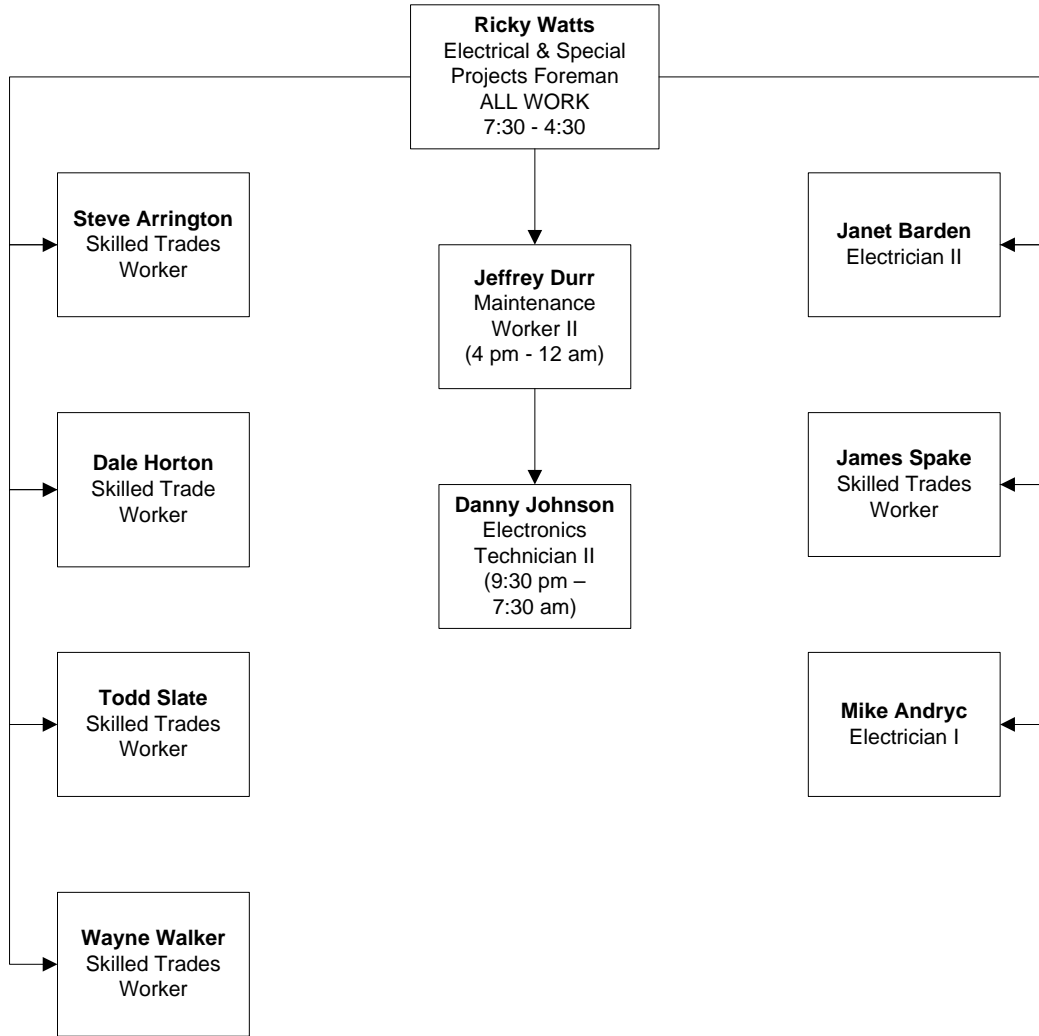 Ricky Watts
Electrical & Special
Projects Foreman
ALL WORK
7:30 - 4:30
Steve Arrington
Skilled Trades
Worker
Janet Barden
Electrician II
Jeffrey Durr
Maintenance
Worker II
(4 pm - 12 am)
Dale Horton
Skilled Trade
Worker
James Spake
Skilled Trades
Worker
Danny Johnson
Electronics
Technician II
(9:30 pm –
7:30 am)
Todd Slate
Skilled Trades
Worker
Mike Andryc
Electrician I
Wayne Walker
Skilled Trades
Worker